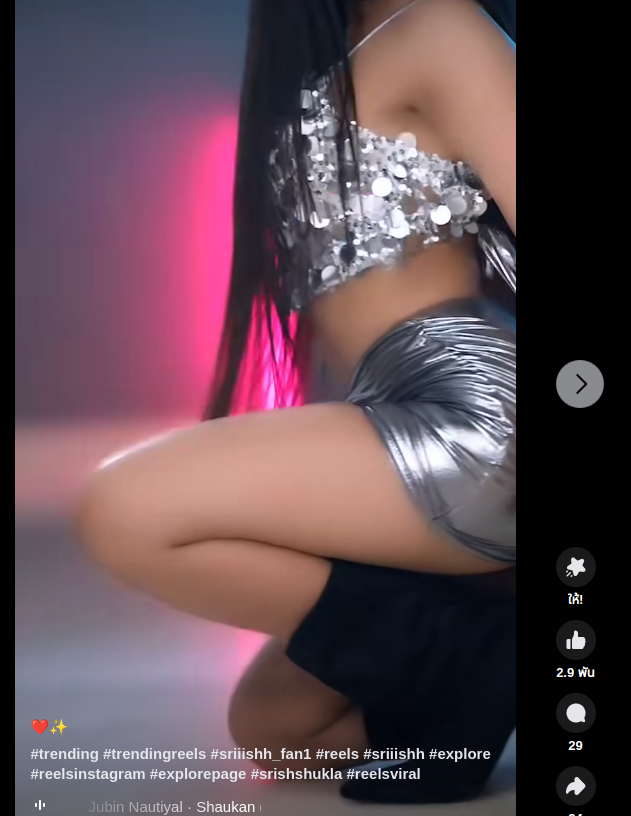 ให้!
2.9 พัน
29
❤️✨
#trending #trendingreels #sriiishh_fan1 #reels #sriiishh #explore
#reelsinstagram #explorepage #srishshukla #reelsviral
Jubin Nautiyal · Shaukan